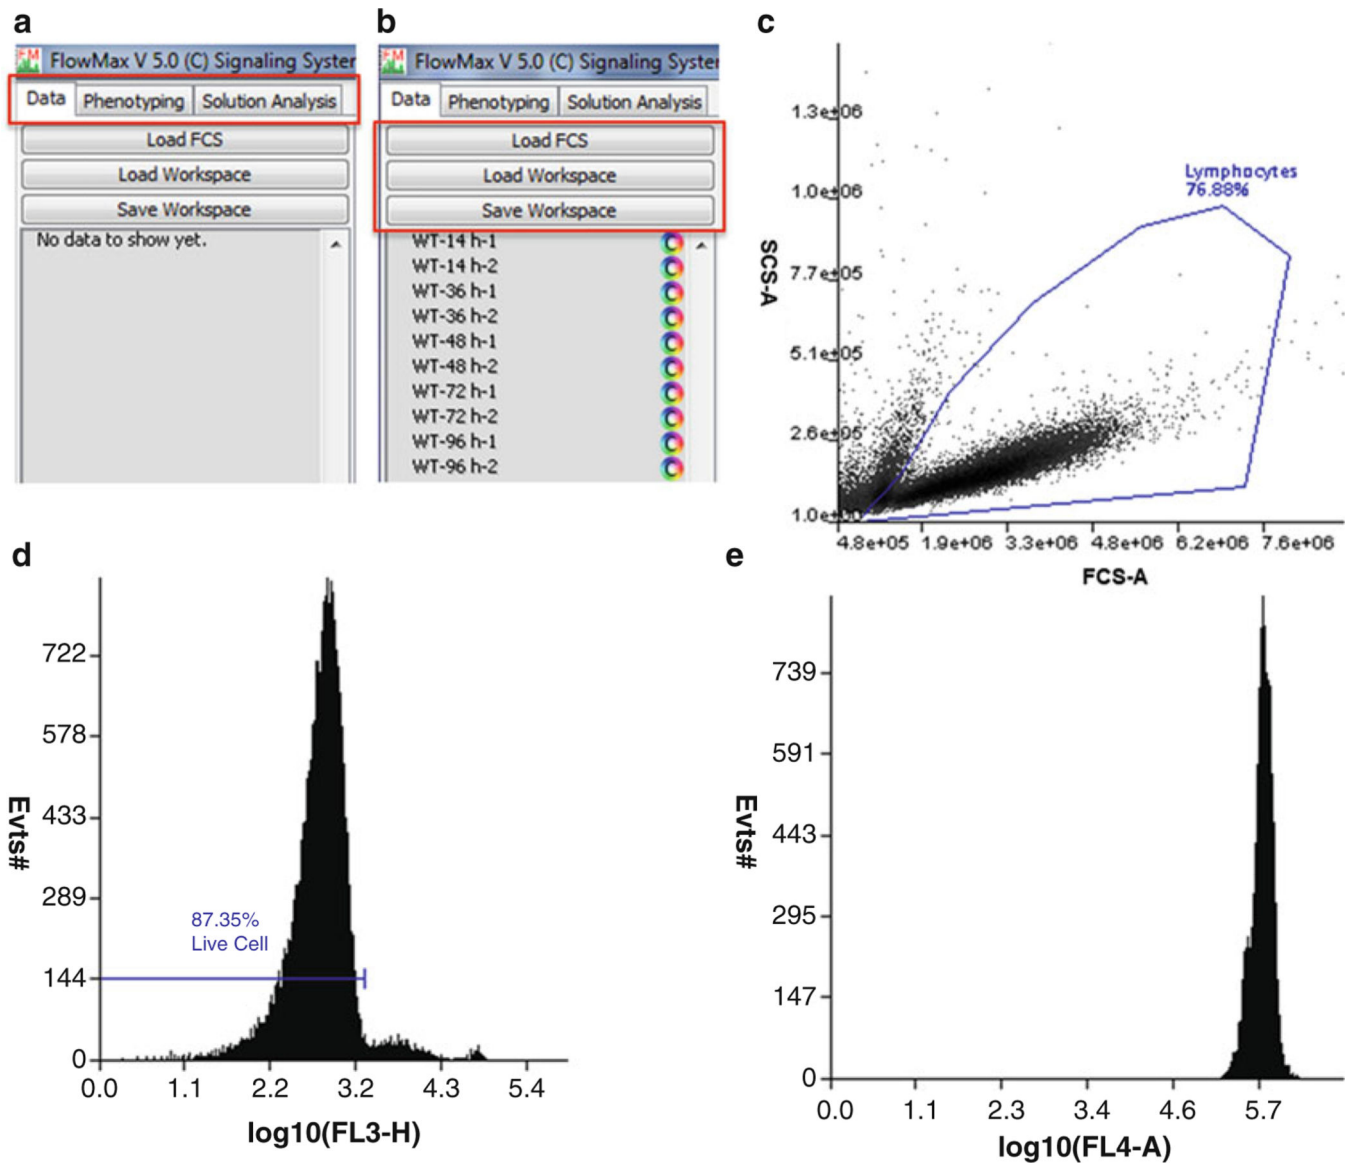 a
FlowMax V 5.0 (C) Signaling System
Data Phenotyping Solution Analysis
Load FCS
Load Workspace
Save Workspace
No data to show yet.
b
FlowMax V 5.0 (C) Signaling System
Data Phenotyping Solution Analysis
Load FCS
Load Workspace
Save Workspace
WT-14 h-1
WT-14 h-2
WT-36 h-1
WT-36 h-2
WT-48 h-1
WT-48 h-2
WT-72 h-1
WT-72 h-2
WT-96 h-1
WT-96 h-2
c
1.3e+06
1.0e+06
7.7e+05
5.1e+05
2.6e+05
1.0e+00
SCS-A
Lymphocytes
76.88%
4.8e+05 1.9e+06 3.3e+06 4.8e+06 6.2e+06 7.6e+06
FCS-A
d
722
578
433
289
144
0
Evts#
87.35%
Live Cell
0.0 1.1 2.2 3.2 4.3 5.4
log10(FL3-H)
e
739
591
443
295
147
0
Evts#
0.0 1.1 2.3 3.4 4.6 5.7
log10(FL4-A)